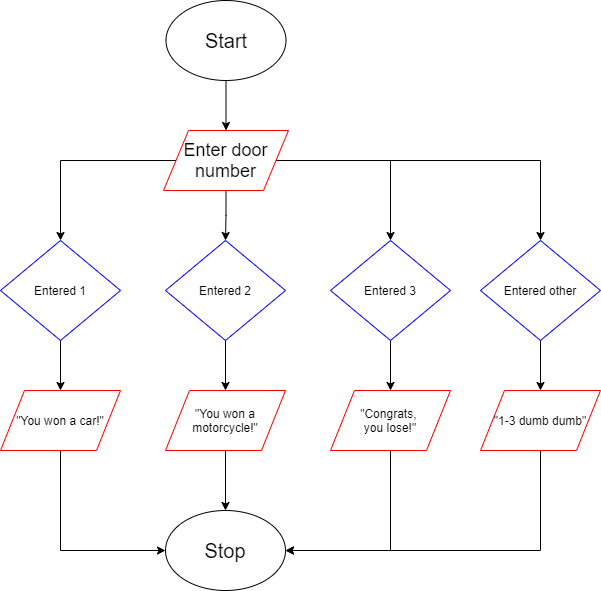 Start
Enter door
number
Entered 1
Entered 2
Entered 3
Entered other
"You won a car!"
"You won a
motorcycle!"
"Congrats,
you lose!"
"1-3 dumb dumb"
Stop